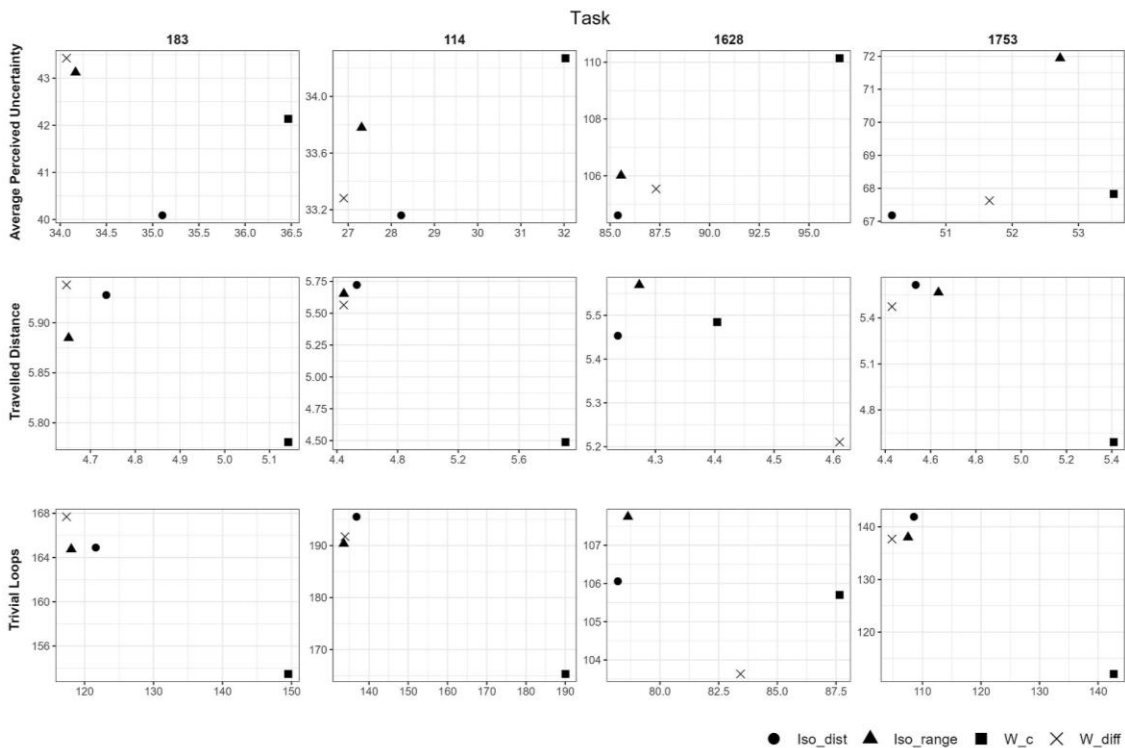 Task
183 114 1628 1753
Average Perceived Uncertainty
43 42 41 40
34.0 34.5 35.0 35.5 36.0 36.5
34.0 33.6 33.2
27 28 29 30 31 32
110 108 106
85.0 87.5 90.0 92.5 95.0
72 71 70 69 68 67
51 52 53
Travelled Distance
5.90 5.85 5.80
4.7 4.8 4.9 5.0 5.1
5.75 5.50 5.25 5.00 4.75 4.50
4.4 4.8 5.2 5.6
5.5 5.4 5.3 5.2
4.3 4.4 4.5 4.6
5.4 5.1 4.8
4.4 4.6 4.8 5.0 5.2 5.4
Trivial Loops
168 164 160 156
120 130 140 150
190 180 170
140 150 160 170 180 190
107 106 105 104
80.0 82.5 85.0 87.5
140 130 120
110 120 130 140
Iso_dist Iso_range W_c W_diff